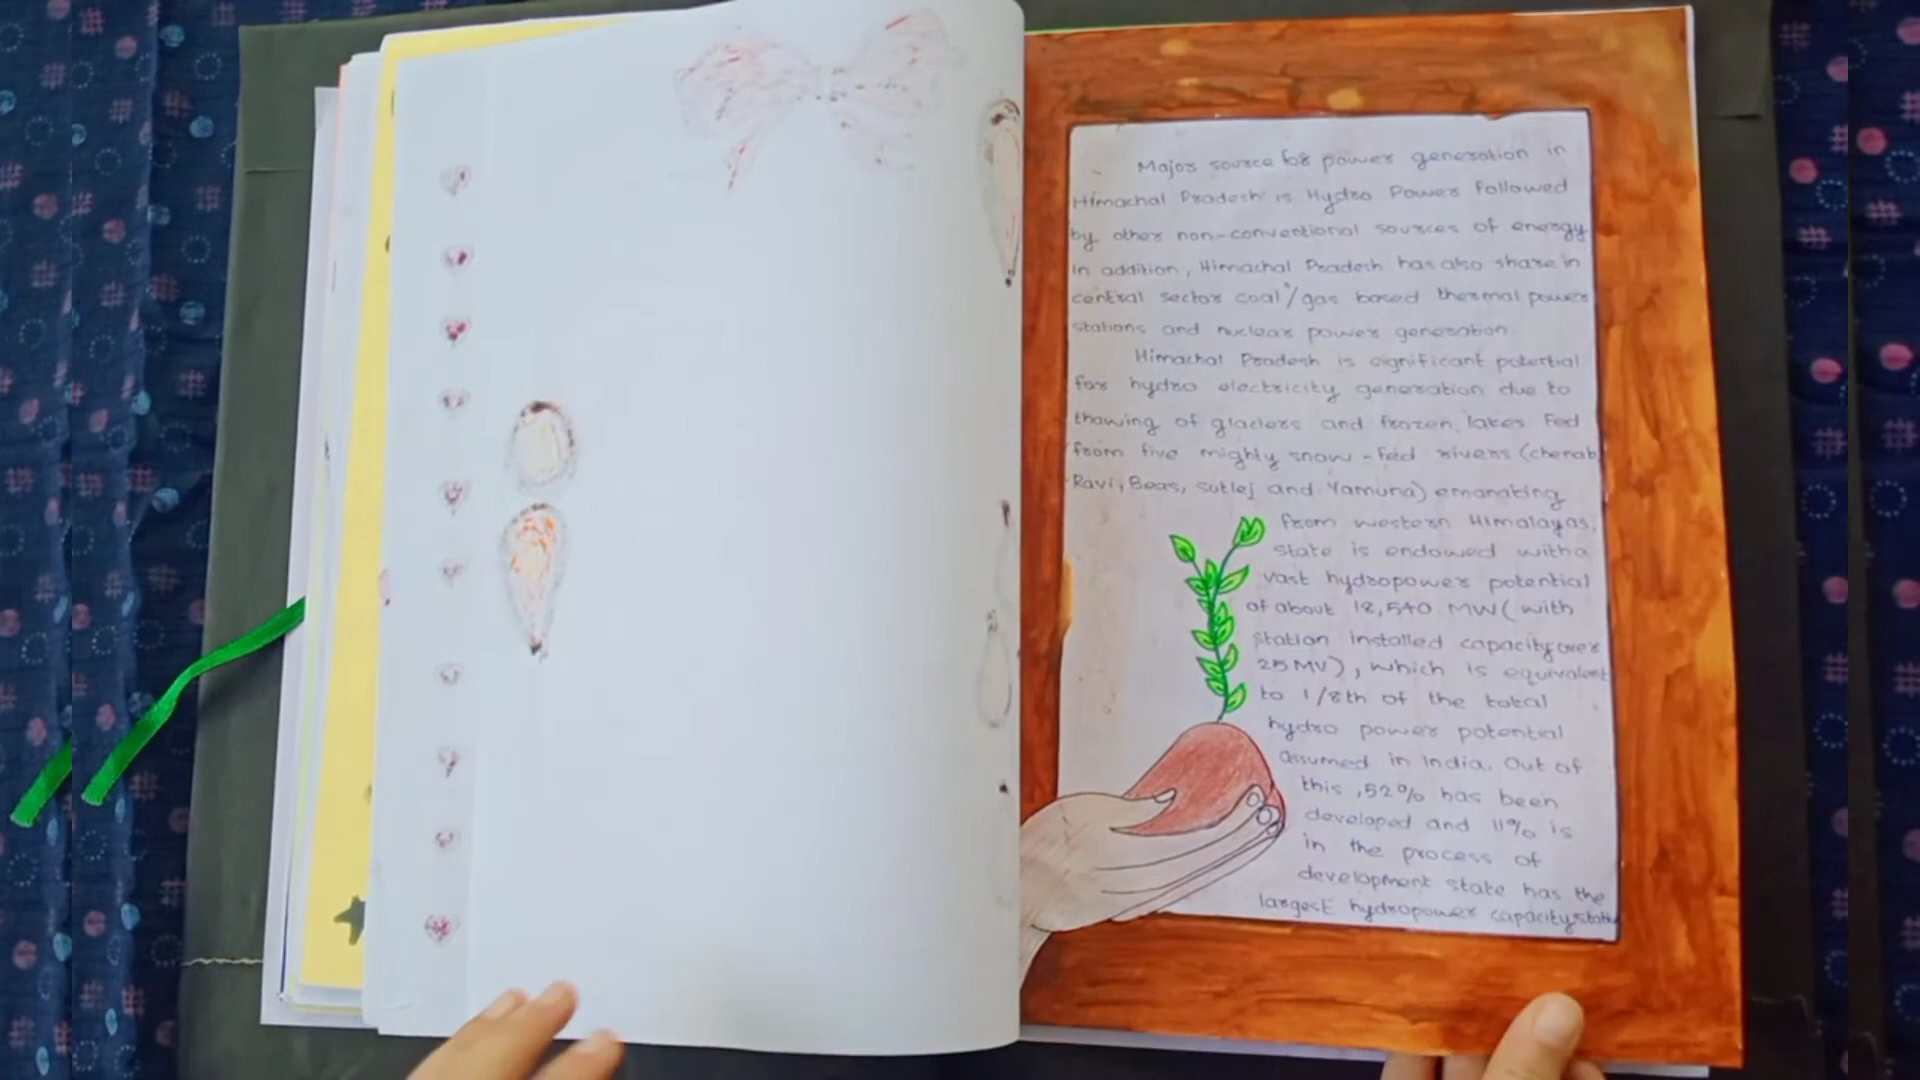 Major source for power generation in
Himachal Pradesh is Hydro Power followed
by other non-conventional sources of energy
In addition, Himachal Pradesh has also share in
central sector coal/gas based thermal power
stations and nuclear power generation
Himachal Pradesh is significant potential
for hydro electricity generation due to
thawing of glaciers and frozen lakes Fed
from five mighty snow-fed rivers (chenab
Ravi, Beas, sutlej and Yamuna) emanating
from western Himalayas,
state is endowed with a
vast hydropower potential
of about 18,540 MW (with
station installed capacity over
25 MV), which is equivalent
to 1/8th of the total
hydro power potential
assumed in India. Out of
this, 52% has been
developed and 11% is
in the process of
development state has the
largest hydropower capacity station